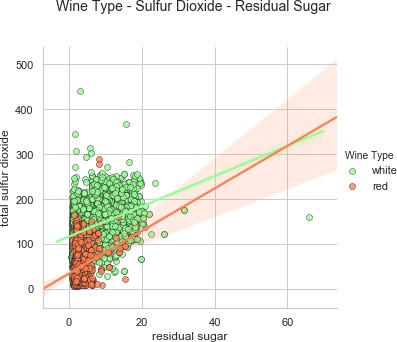 Wine Type - Sulfur Dioxide - Residual Sugar
500
400
300
200
100
0
total sulfur dioxide
0
20
40
60
residual sugar
Wine Type
white
red